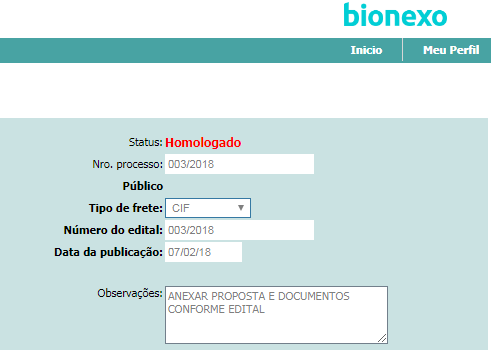 bionexo
Inicio Meu Perfil
Status: Homologado
Nro. processo: 003/2018
Público
Tipo de frete: CIF
Número do edital: 003/2018
Data da publicação: 07/02/18
Observações: ANEXAR PROPOSTA E DOCUMENTOS
CONFORME EDITAL